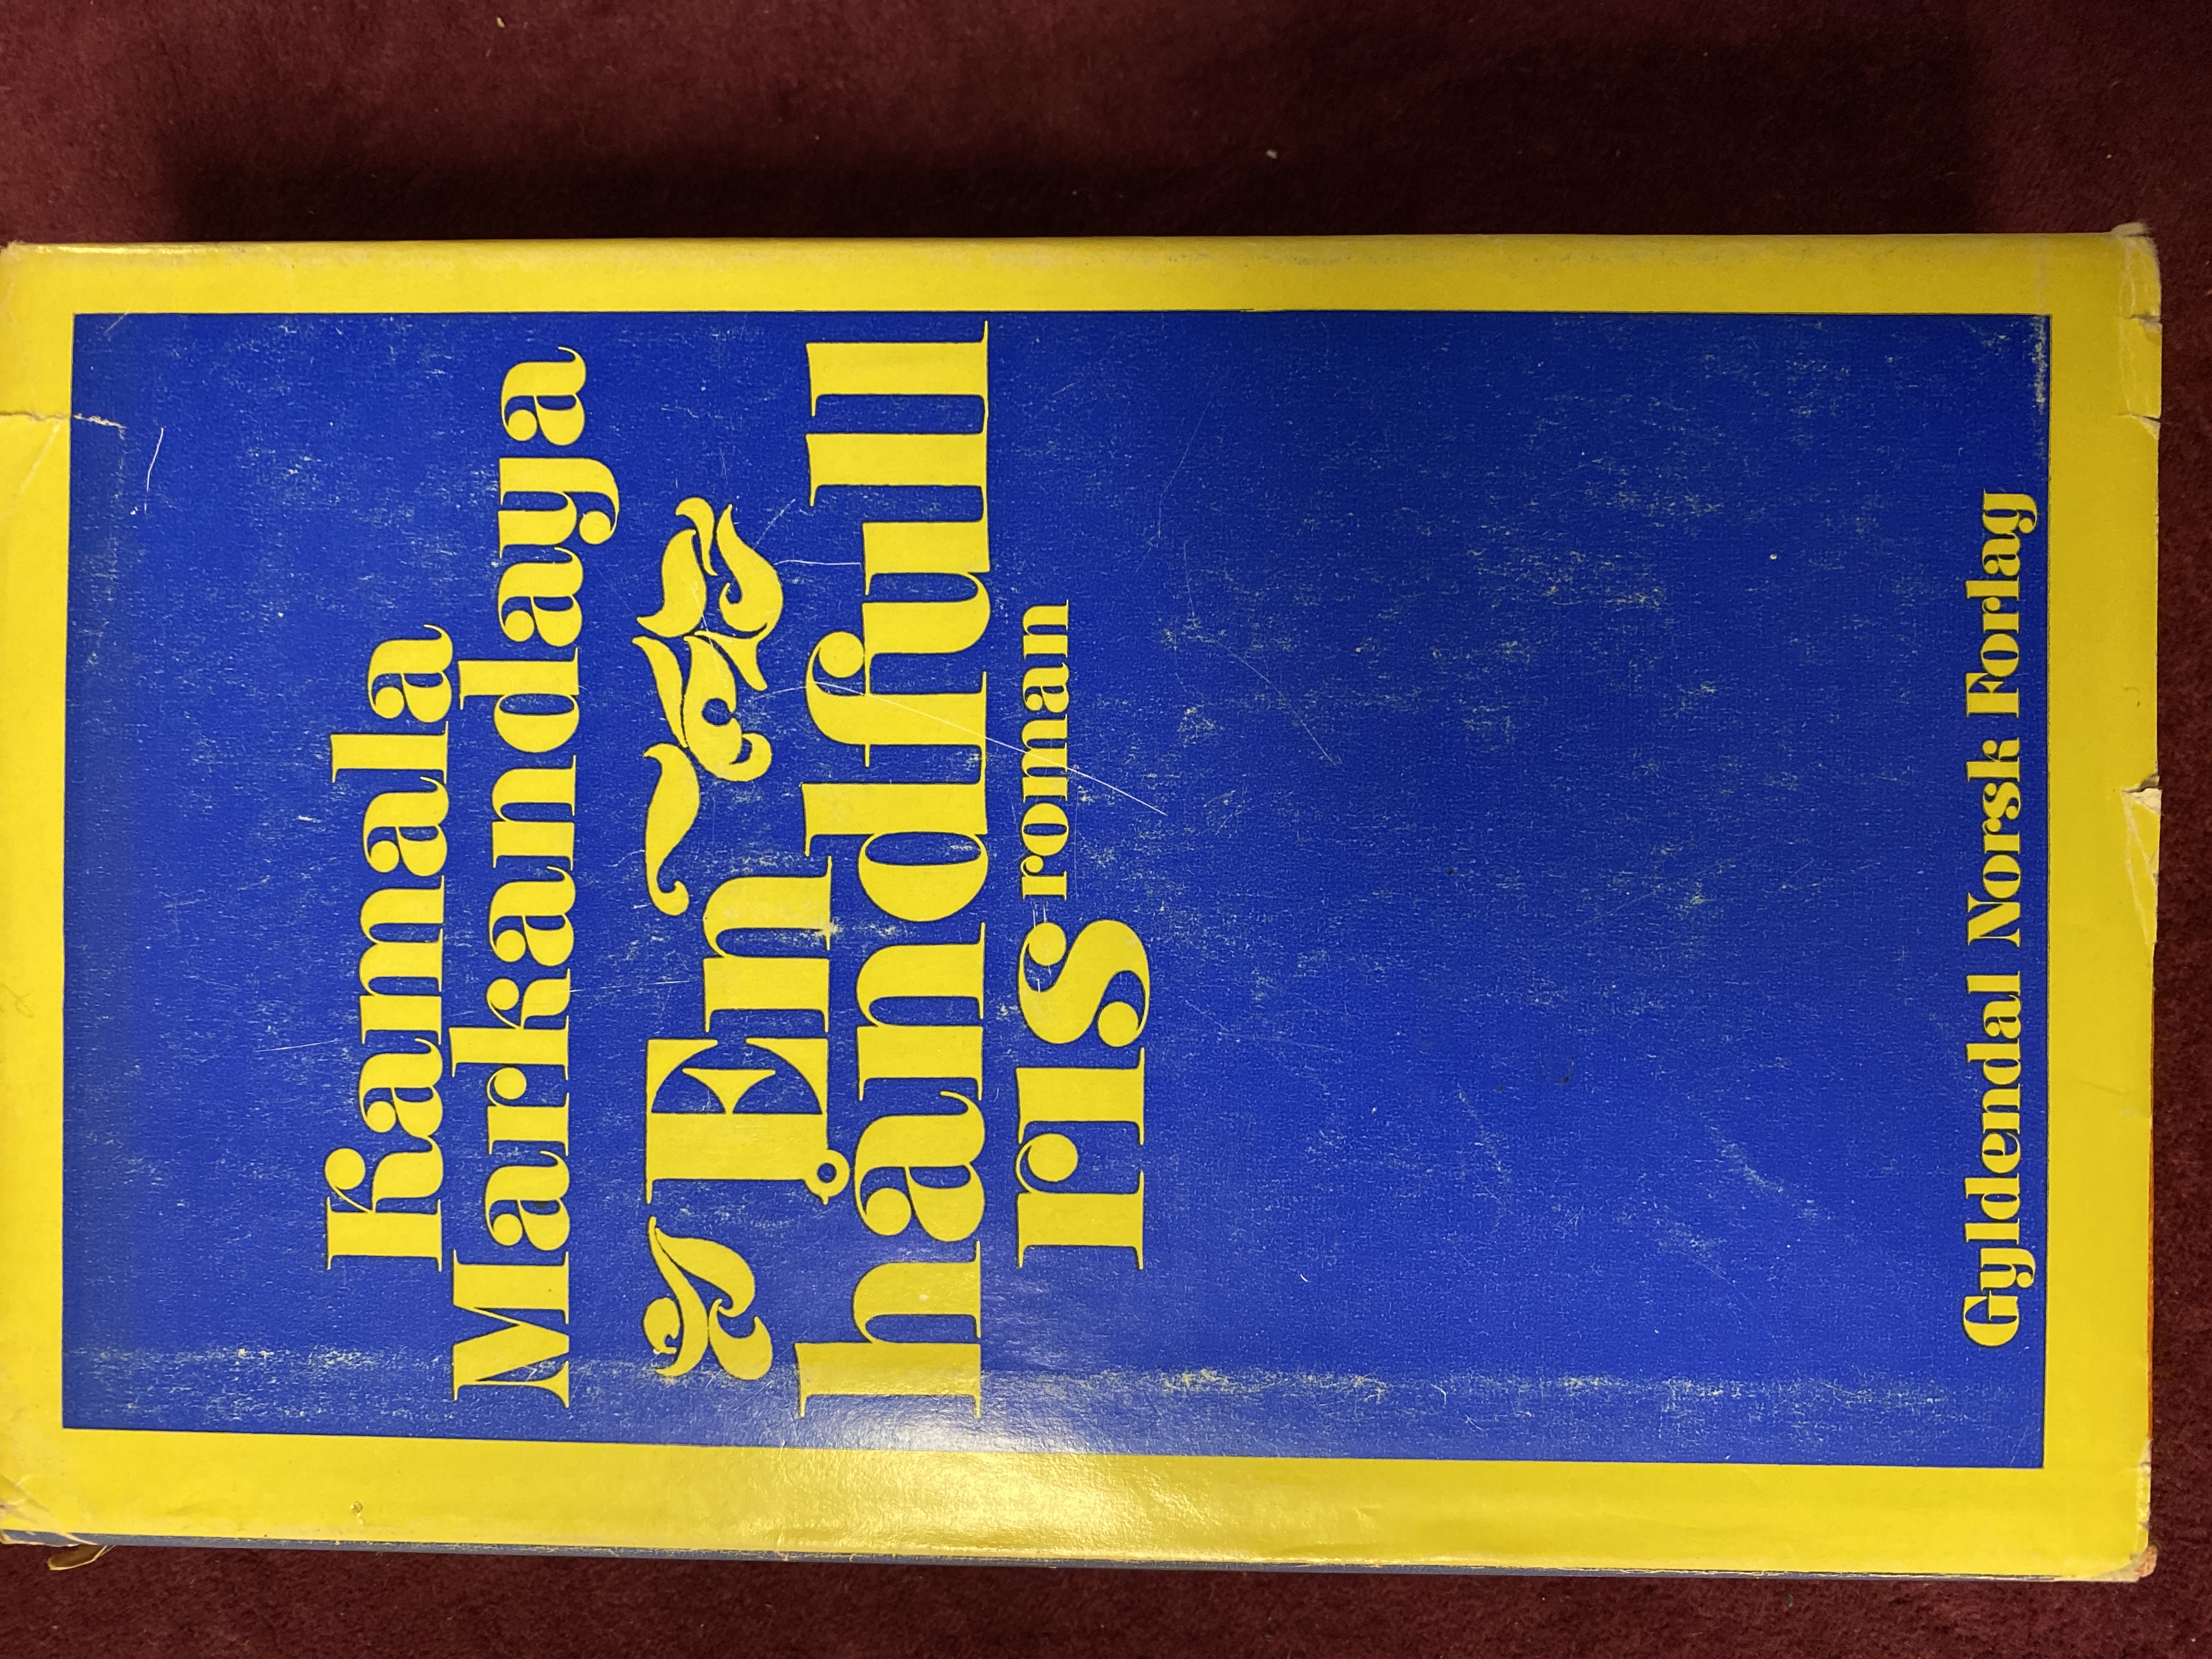 Kamala
Markandaya
En
håndfull
ris roman
Gyldendal Norsk Forlag